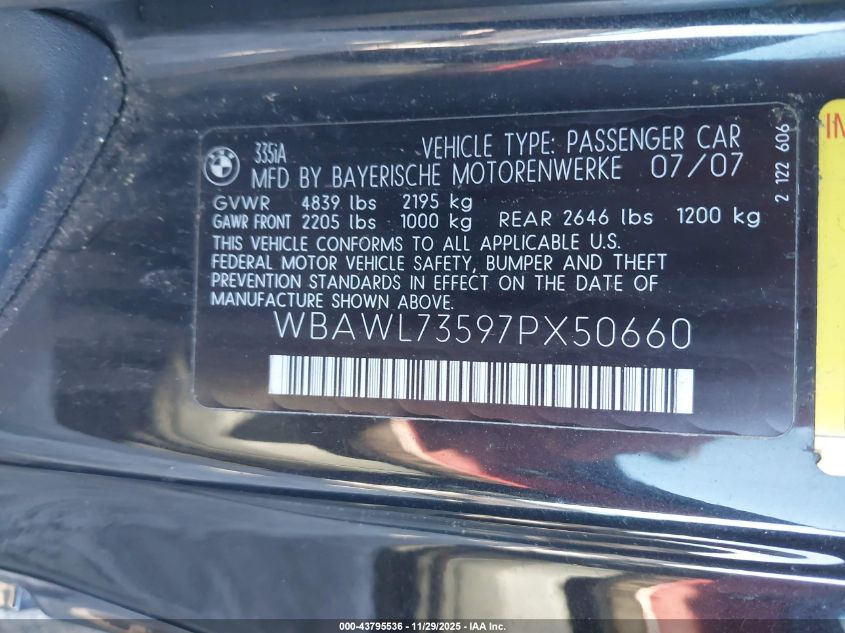 335iA VEHICLE TYPE: PASSENGER CAR
MFD BY BAYERISCHE MOTORENWERKE 07/07
GVWR 4839 lbs 2195 kg
GAWR FRONT 2205 lbs 1000 kg REAR 2646 lbs 1200 kg
THIS VEHICLE CONFORMS TO ALL APPLICABLE U.S.
FEDERAL MOTOR VEHICLE SAFETY, BUMPER AND THEFT
PREVENTION STANDARDS IN EFFECT ON THE DATE OF
MANUFACTURE SHOWN ABOVE.
WBAWL73597PX50660
2 122 606
000-43795536 - 11/29/2025 - IAA Inc.